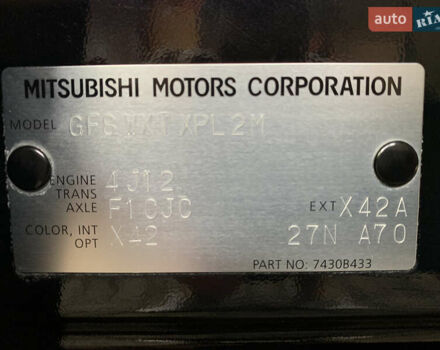 auto RIA
MITSUBISHI MOTORS CORPORATION
MODEL XPL2M
ENGINE 4J12
TRANS
AXLE F1CJC EXT X42A
COLOR, INT X42 27N A70
OPT
PART NO: 7430B433